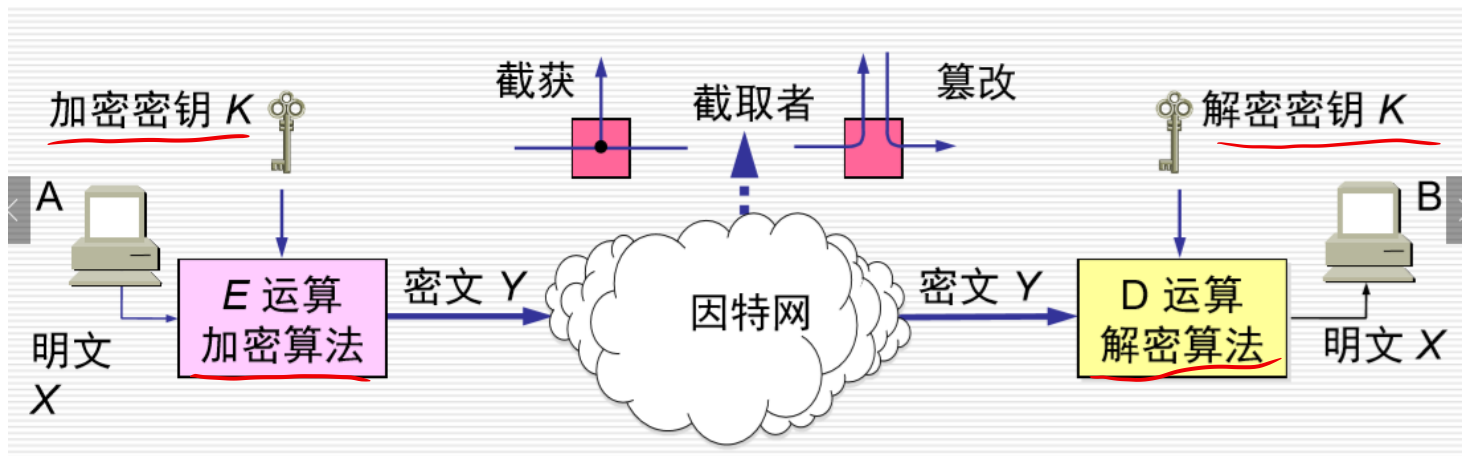 截获
截取者
篡改
加密密钥 K
解密密钥 K
A
B
E 运算
加密算法
密文 Y
因特网
密文 Y
D 运算
解密算法
明文
X
明文 X